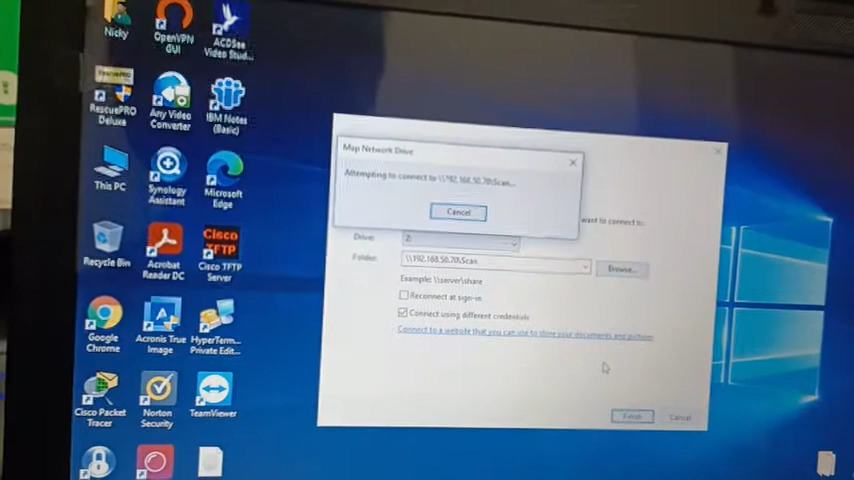 Nicky
OpenVPN
GUI
ACDSee
Video Stud...
RescuePRO
RescuePRO
Deluxe
Any Video
Converter
IBM Notes
(Basic)
This PC
Synology
Assistant
Microsoft
Edge
Recycle Bin
Acrobat
Reader DC
Cisco
TFTP
Cisco TFTP
Server
Google
Chrome
Acronis True
Image
HyperTerm...
Private Edit...
Cisco Packet
Tracer
Norton
Security
TeamViewer
Map Network Drive
Attempting to connect to \\192.168.50.70\Scan...
Cancel
want to connect to:
Drive:
Z:
Folder:
\\192.168.50.70\Scan
Browse...
Example: \\server\share
Reconnect at sign-in
Connect using different credentials
Connect to a website that you can use to store your documents and pictures
Finish
Cancel